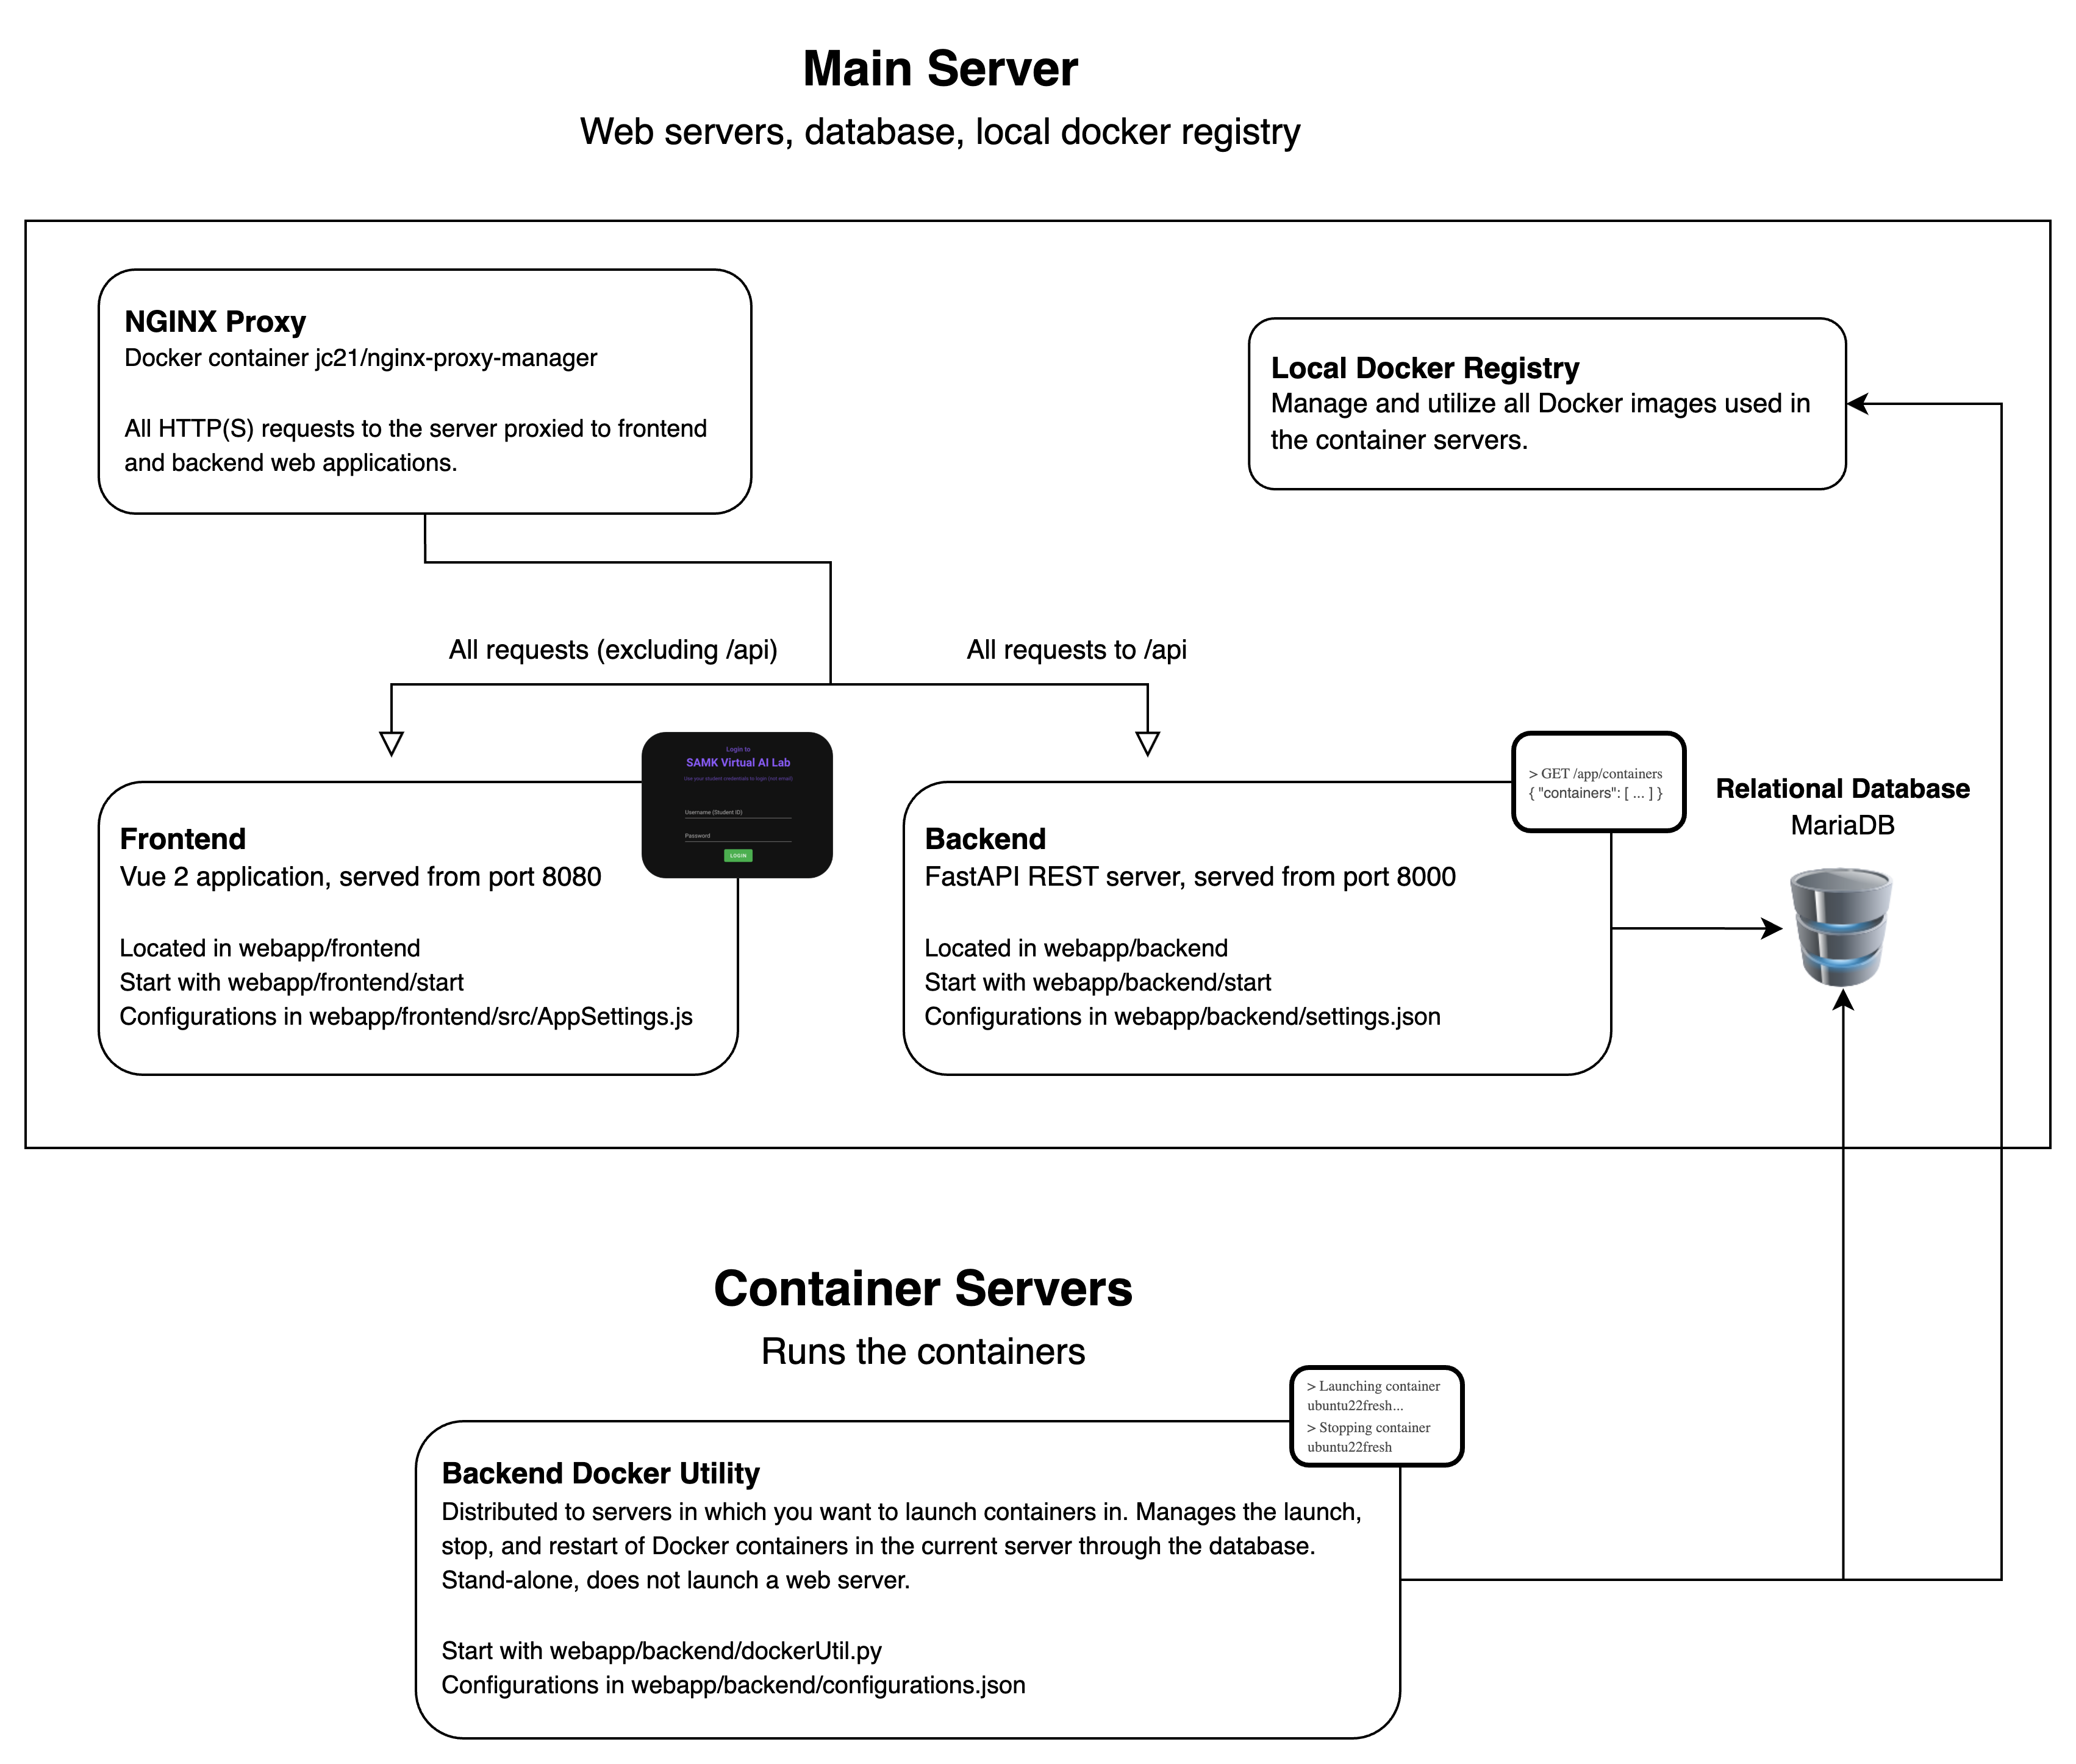 Main Server
Web servers, database, local docker registry
NGINX Proxy
Docker container jc21/nginx-proxy-manager
All HTTP(S) requests to the server proxied to frontend
and backend web applications.
Local Docker Registry
Manage and utilize all Docker images used in
the container servers.
All requests (excluding /api)
All requests to /api
Login to
SAMK Virtual AI Lab
Use your student credentials to login (not email)
Username (Student ID)
Password
LOGIN
Frontend
Vue 2 application, served from port 8080
Located in webapp/frontend
Start with webapp/frontend/start
Configurations in webapp/frontend/src/AppSettings.js
> GET /app/containers
{ "containers": [ ... ] }
Backend
FastAPI REST server, served from port 8000
Located in webapp/backend
Start with webapp/backend/start
Configurations in webapp/backend/settings.json
Relational Database
MariaDB
Container Servers
Runs the containers
> Launching container
ubuntu22fresh...
> Stopping container
ubuntu22fresh
Backend Docker Utility
Distributed to servers in which you want to launch containers in. Manages the launch,
stop, and restart of Docker containers in the current server through the database.
Stand-alone, does not launch a web server.
Start with webapp/backend/dockerUtil.py
Configurations in webapp/backend/configurations.json